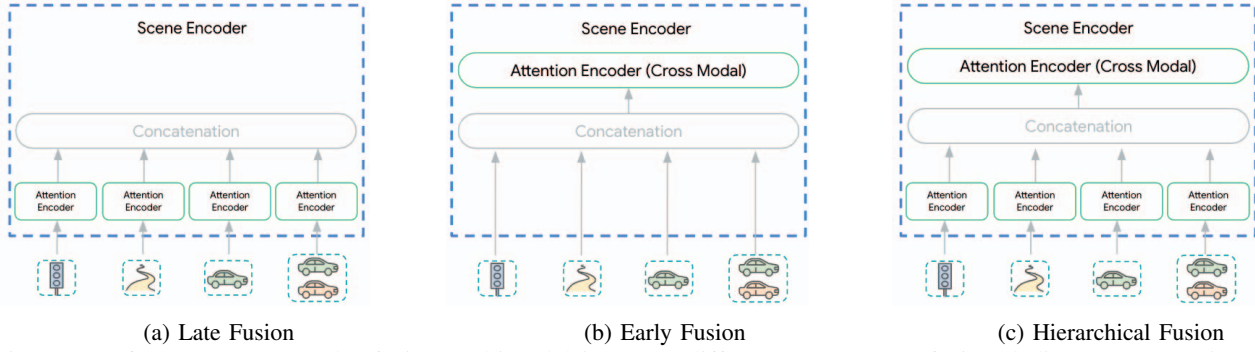 Scene Encoder
Concatenation
Attention Encoder
Attention Encoder
Attention Encoder
Attention Encoder
(a) Late Fusion
Scene Encoder
Attention Encoder (Cross Modal)
Concatenation
(b) Early Fusion
Scene Encoder
Attention Encoder (Cross Modal)
Concatenation
Attention Encoder
Attention Encoder
Attention Encoder
Attention Encoder
(c) Hierarchical Fusion